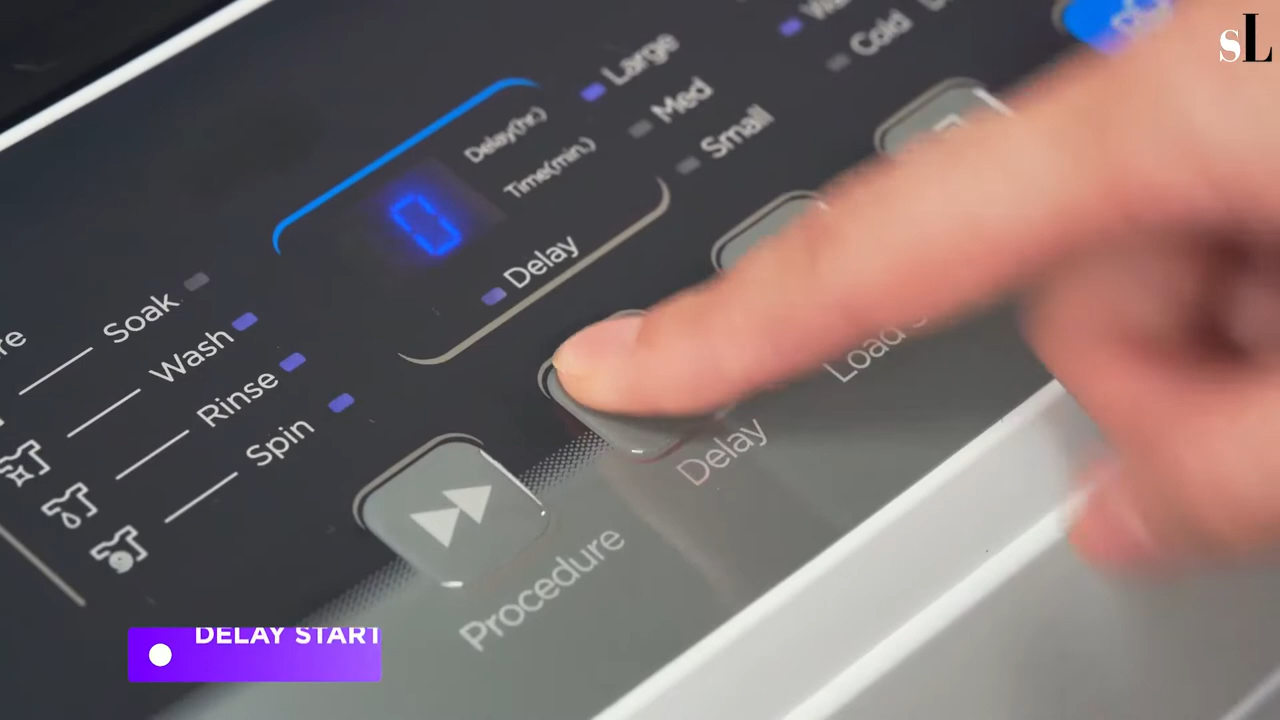 sL
Large
Med
Small
Cold
Delay(hr.)
Time(min.)
0
Delay
Soak
Wash
Rinse
Spin
Load
Delay
Procedure
DELAY START